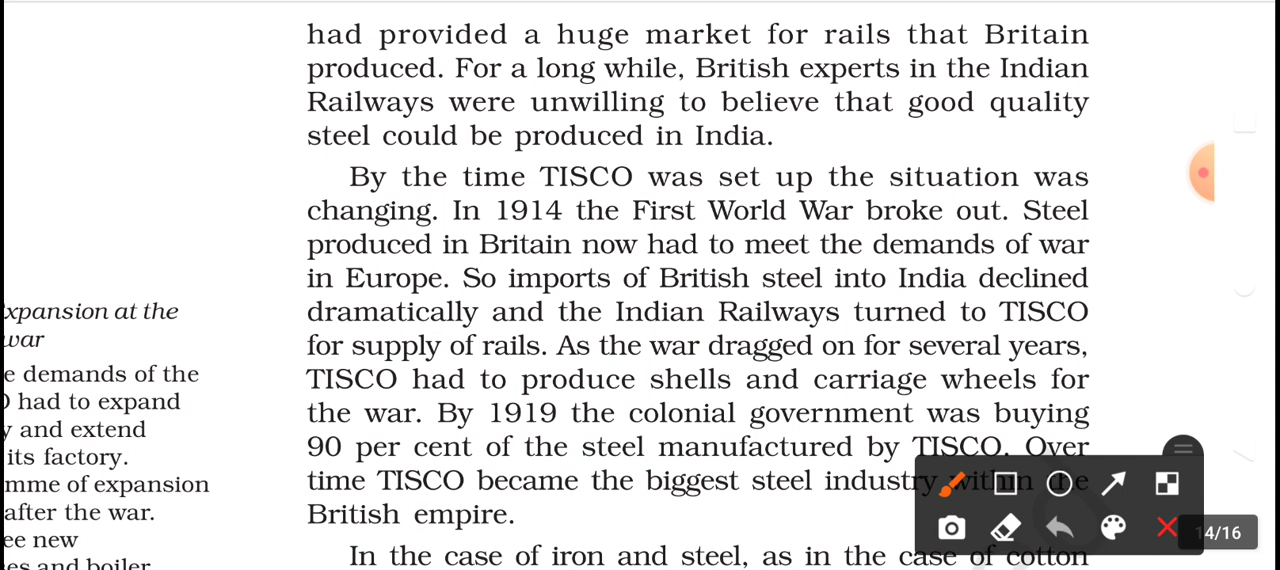 had provided a huge market for rails that Britain
produced. For a long while, British experts in the Indian
Railways were unwilling to believe that good quality
steel could be produced in India.
By the time TISCO was set up the situation was
changing. In 1914 the First World War broke out. Steel
produced in Britain now had to meet the demands of war
in Europe. So imports of British steel into India declined
dramatically and the Indian Railways turned to TISCO
for supply of rails. As the war dragged on for several years,
TISCO had to produce shells and carriage wheels for
the war. By 1919 the colonial government was buying
90 per cent of the steel manufactured by TISCO. Over
time TISCO became the biggest steel industry within the
British empire.
In the case of iron and steel, as in the case of cotton
xpansion at the
war
e demands of the
had to expand
y and extend
its factory.
mme of expansion
after the war.
ee new
es and boiler
14/16